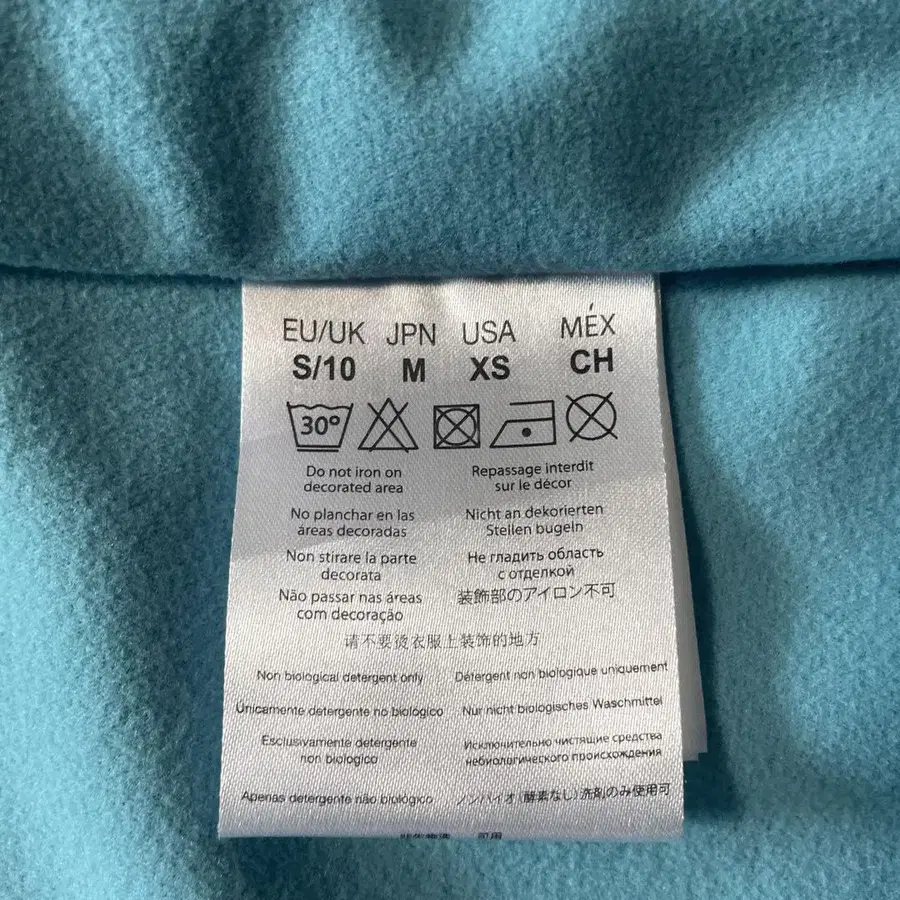 EU/UK JPN USA MÉX
S/10 M XS CH
30°
Do not iron on
decorated area
Repassage interdit
sur le décor
No planchar en las
áreas decoradas
Nicht an dekorierten
Stellen bugeln
Non stirare la parte
decorata
Не гладить область
с отделкой
Não passar nas áreas
com decoração
装飾部のアイロン不可
请不要烫衣服上装饰的地方
Non biological detergent only
Détergent non biologique uniquement
Únicamente detergente no biológico
Nur nicht biologisches Waschmittel
Esclusivamente detergente
non biologico
Исключительно чистящие средства
небиологического происхождения
Apenas detergente não biológico
ノンバイオ(酵素なし)洗剤のみ使用可